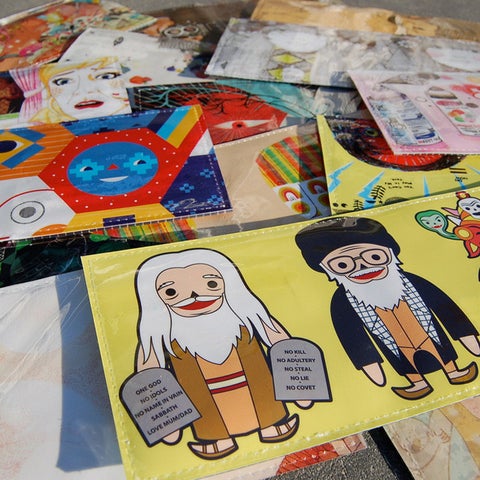 ONE GOD
NO IDOLS
NO NAME IN VAIN
SABBATH
LOVE MUM/DAD
NO KILL
NO ADULTERY
NO STEAL
NO LIE
NO COVET